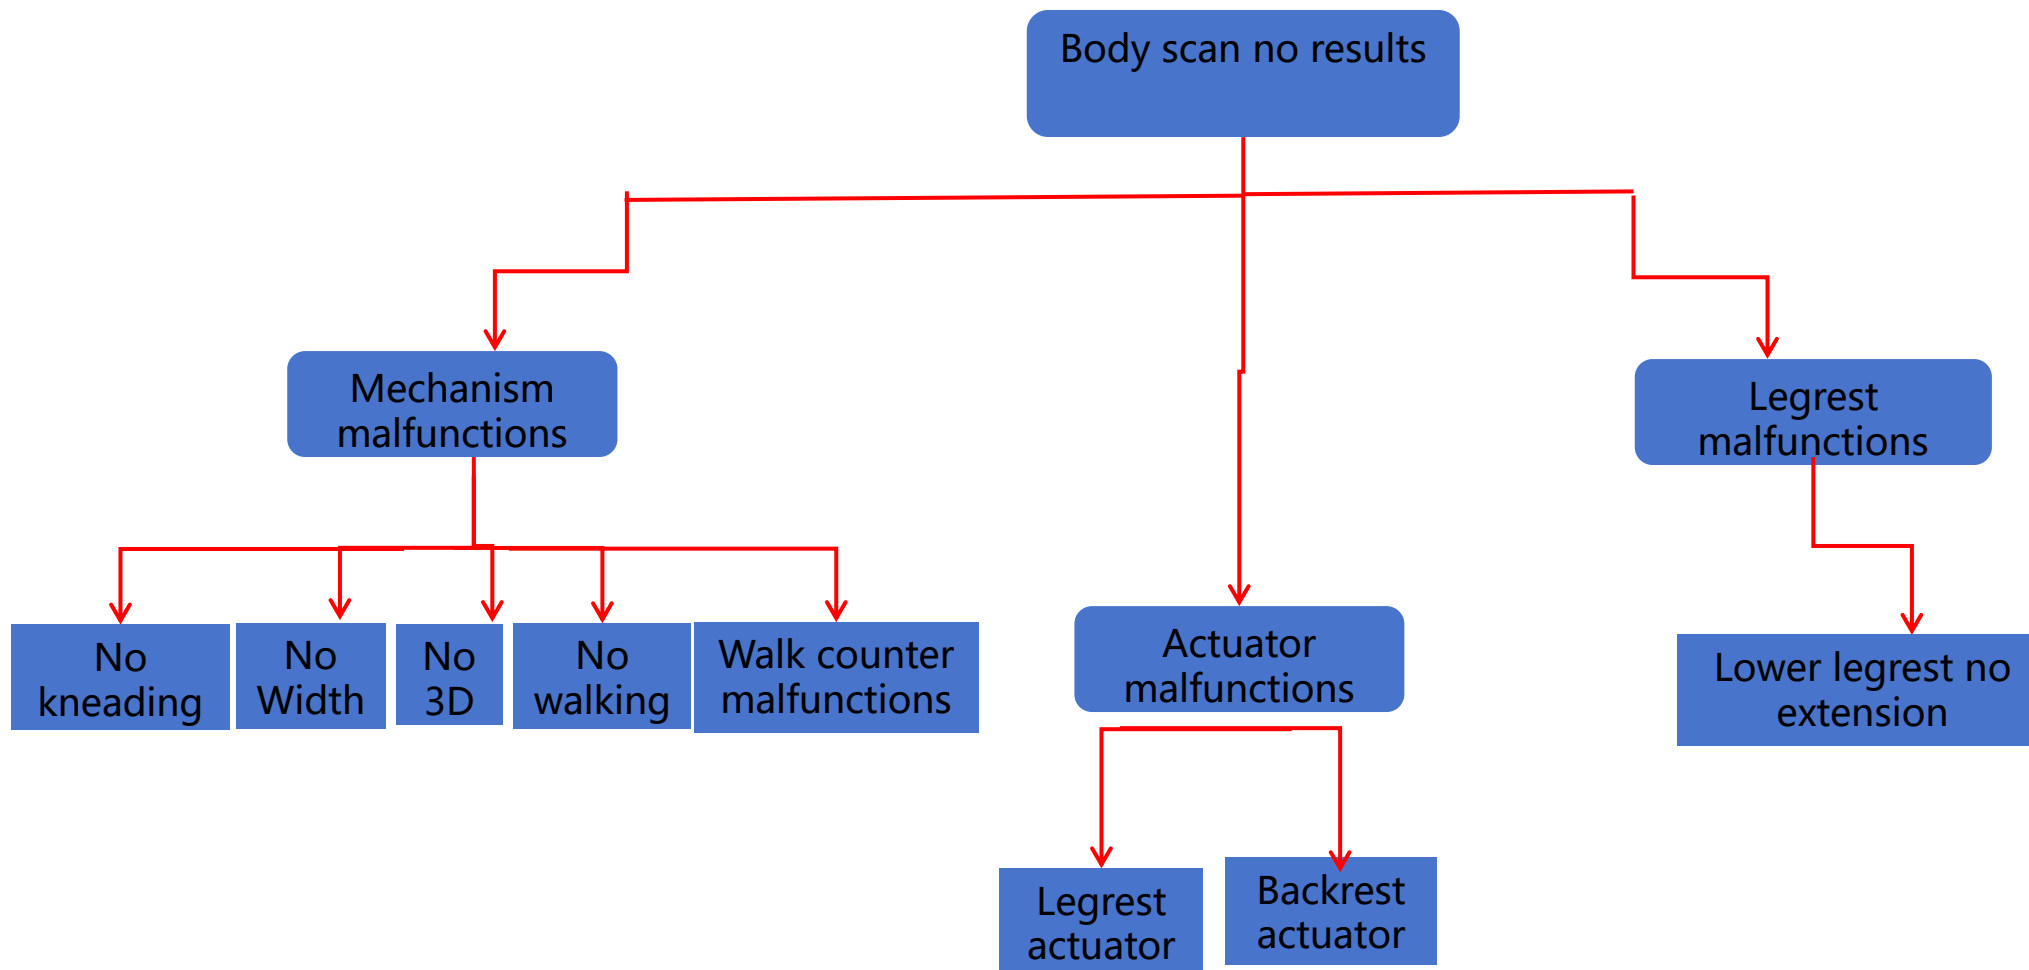 Body scan no results
Mechanism
malfunctions
Legrest
malfunctions
No
kneading
No
Width
No
3D
No
walking
Walk counter
malfunctions
Actuator
malfunctions
Lower legrest no
extension
Legrest
actuator
Backrest
actuator